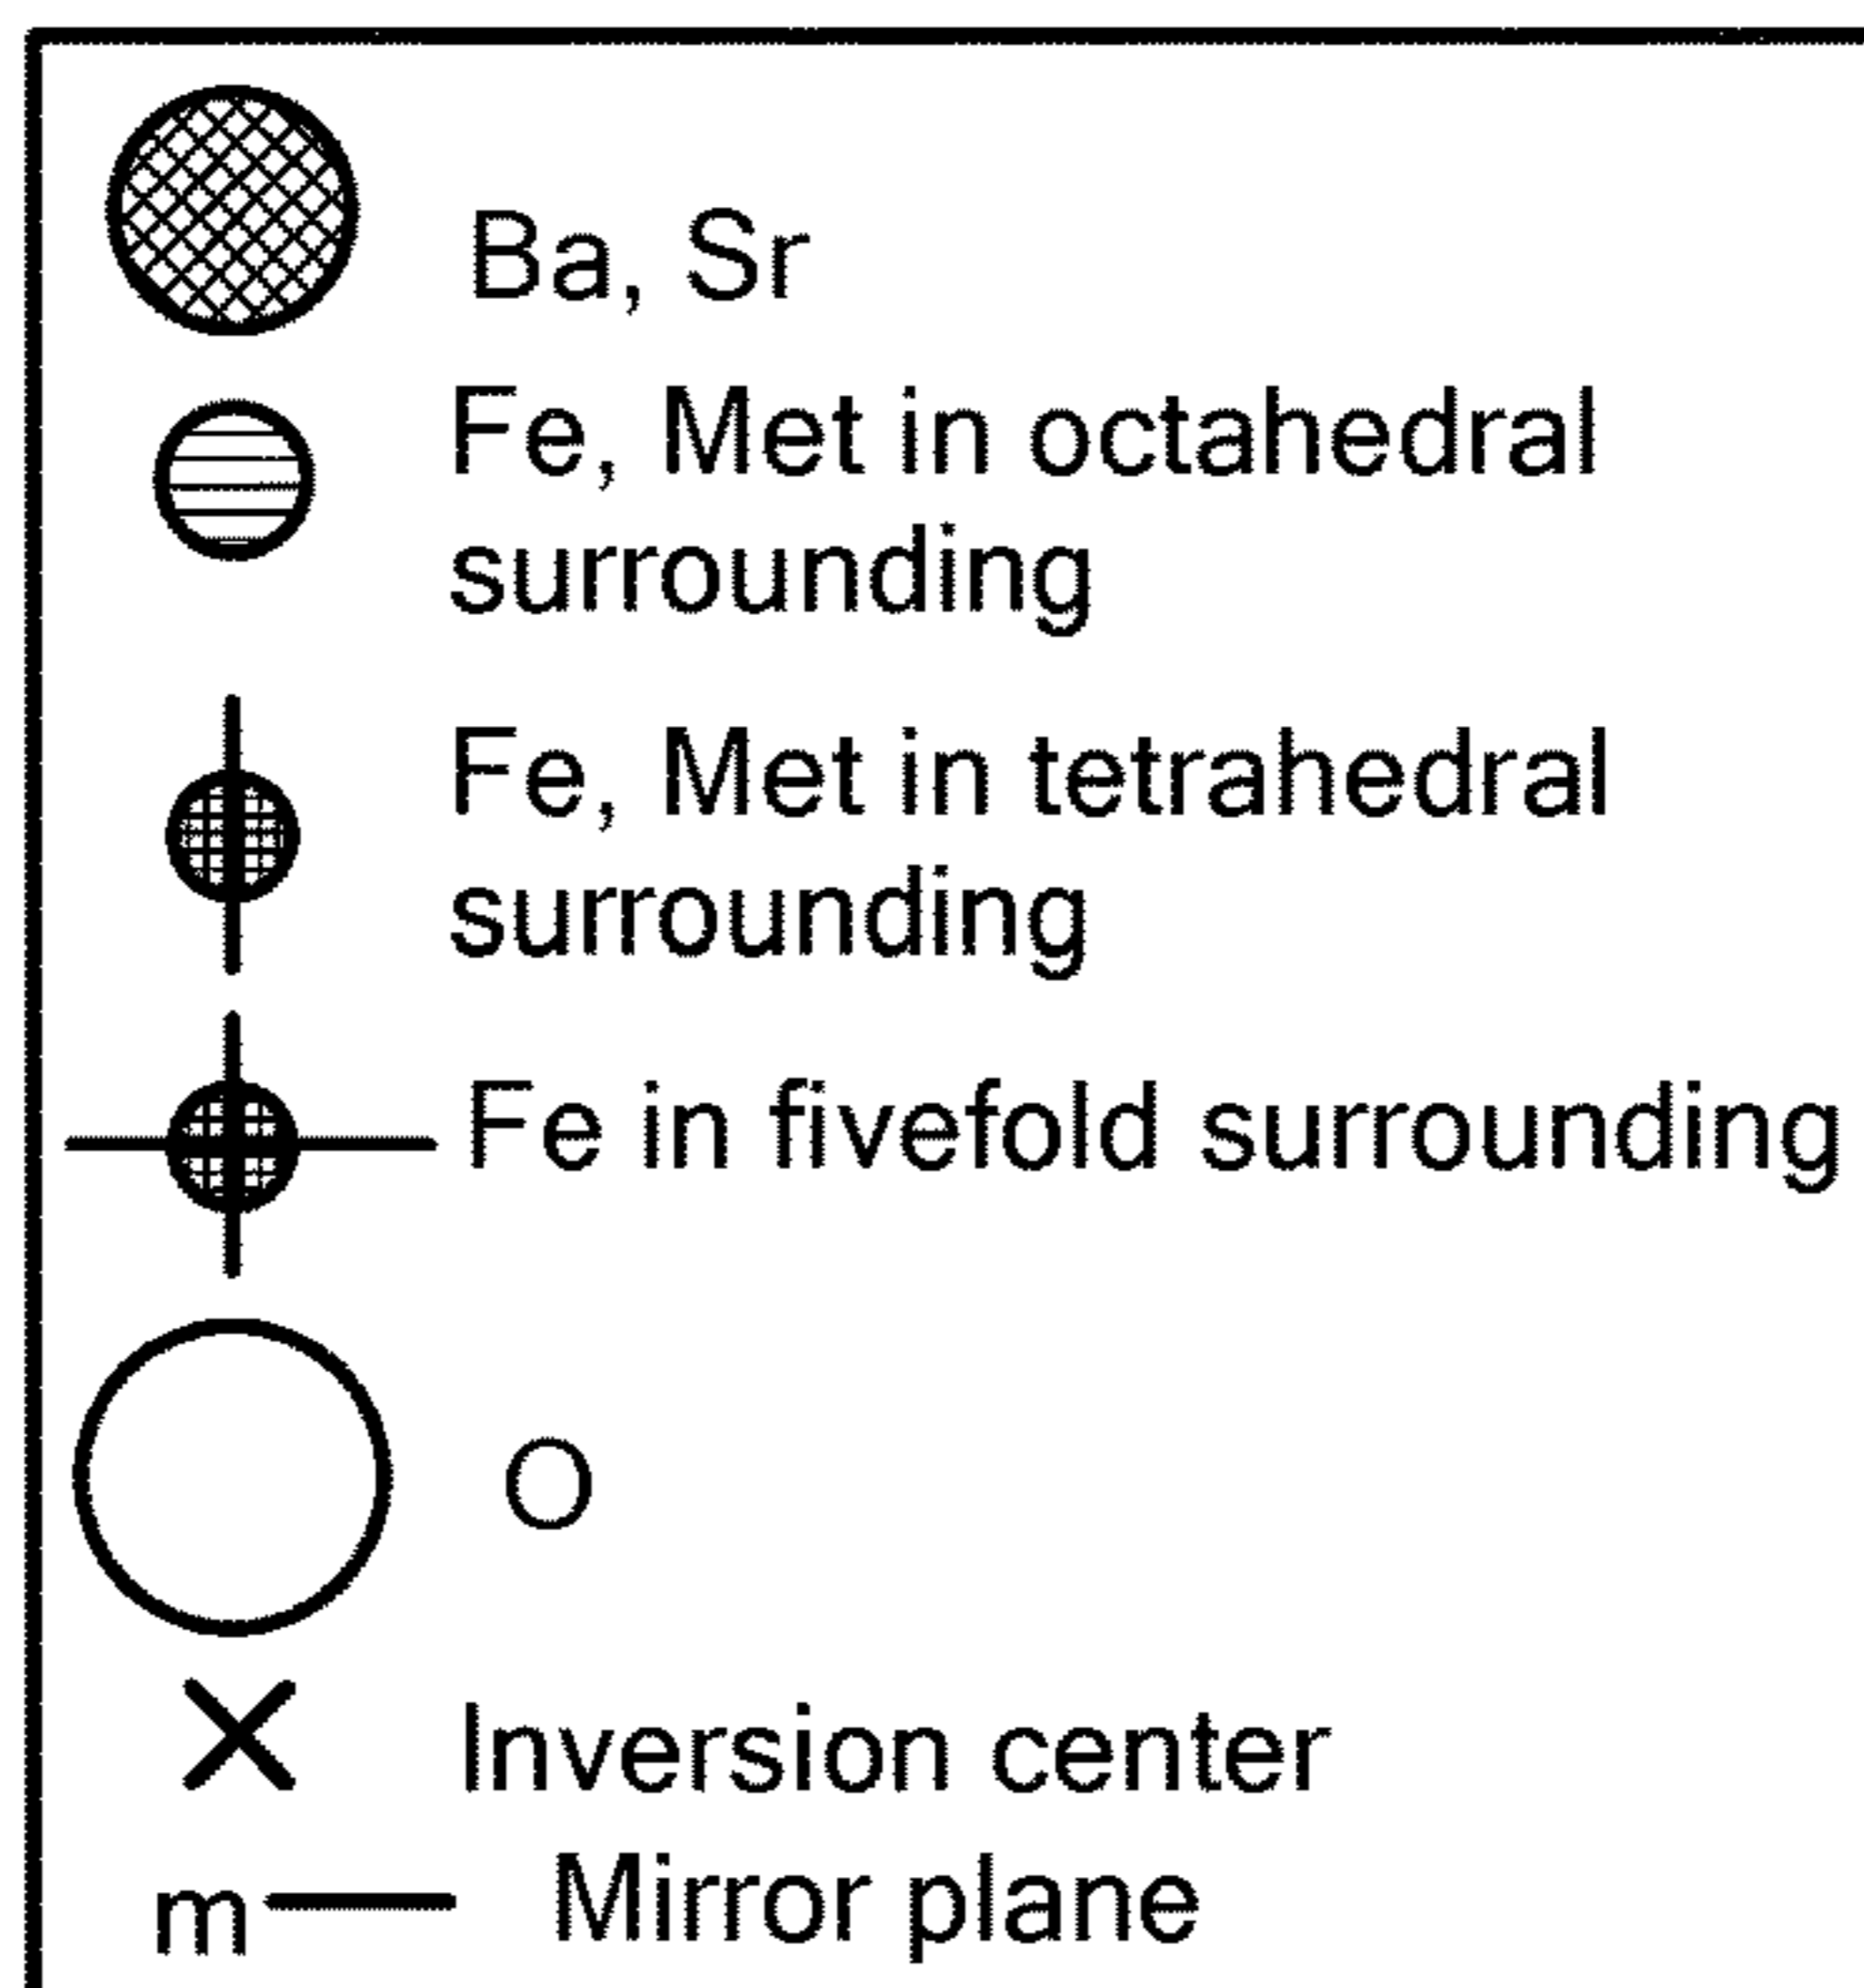 Ba, Sr
Fe, Met in octahedral
surrounding
Fe, Met in tetrahedral
surrounding
Fe in fivefold surrounding
O
Inversion center
m — Mirror plane